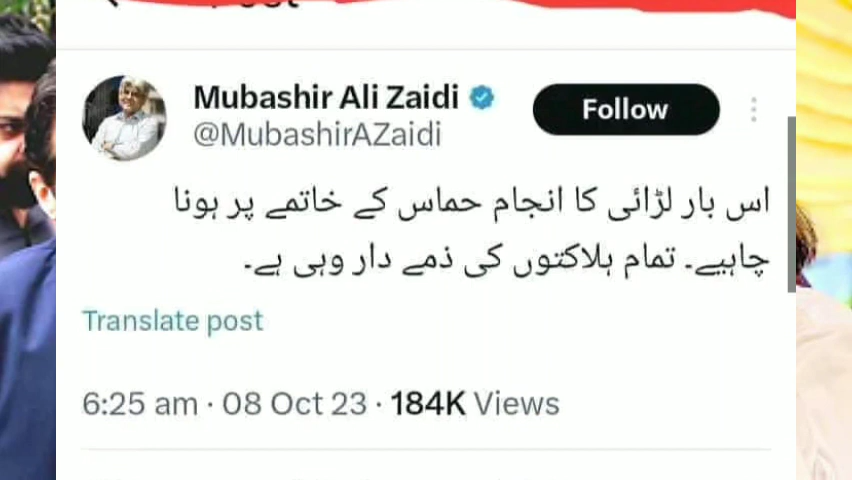 Mubashir Ali Zaidi
Follow
@MubashirAZaidi
اس بار لڑائی کا انجام حماس کے خاتمے پر ہونا
چاہیے۔ تمام ہلاکتوں کی ذمے دار وہی ہے۔
Translate post
6:25 am · 08 Oct 23 · 184K Views